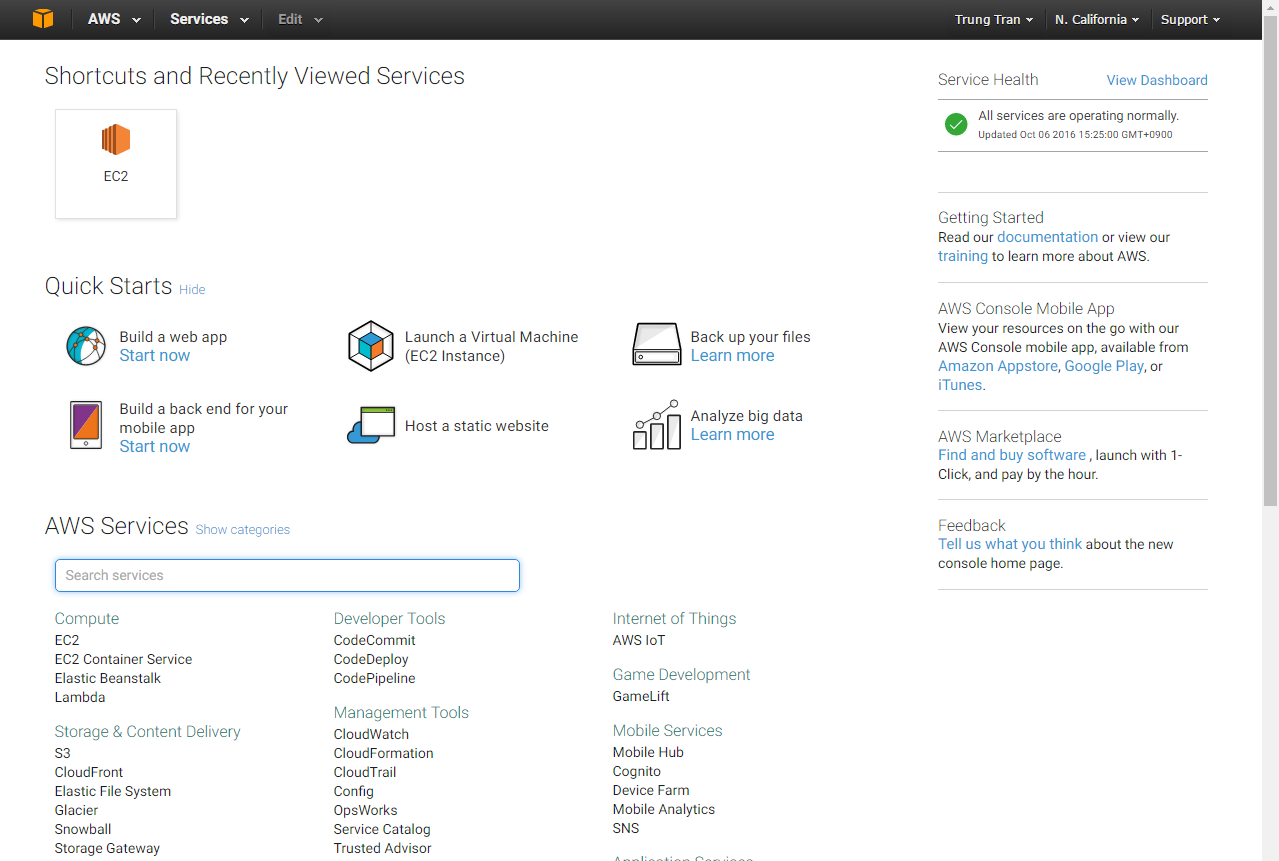 AWS Services Edit Trung Tran N. California Support
Shortcuts and Recently Viewed Services
EC2
Quick Starts Hide
Build a web app
Start now
Launch a Virtual Machine
(EC2 Instance)
Back up your files
Learn more
Build a back end for your
mobile app
Start now
Host a static website
Analyze big data
Learn more
AWS Services Show categories
Search services
Compute
EC2
EC2 Container Service
Elastic Beanstalk
Lambda
Storage & Content Delivery
S3
CloudFront
Elastic File System
Glacier
Snowball
Storage Gateway
Developer Tools
CodeCommit
CodeDeploy
CodePipeline
Management Tools
CloudWatch
CloudFormation
CloudTrail
Config
OpsWorks
Service Catalog
Trusted Advisor
Internet of Things
AWS IoT
Game Development
GameLift
Mobile Services
Mobile Hub
Cognito
Device Farm
Mobile Analytics
SNS
Application Services
Service Health View Dashboard
All services are operating normally.
Updated Oct 06 2016 15:25:00 GMT+0900
Getting Started
Read our documentation or view our
training to learn more about AWS.
AWS Console Mobile App
View your resources on the go with our
AWS Console mobile app, available from
Amazon Appstore, Google Play, or
iTunes.
AWS Marketplace
Find and buy software , launch with 1-
Click, and pay by the hour.
Feedback
Tell us what you think about the new
console home page.